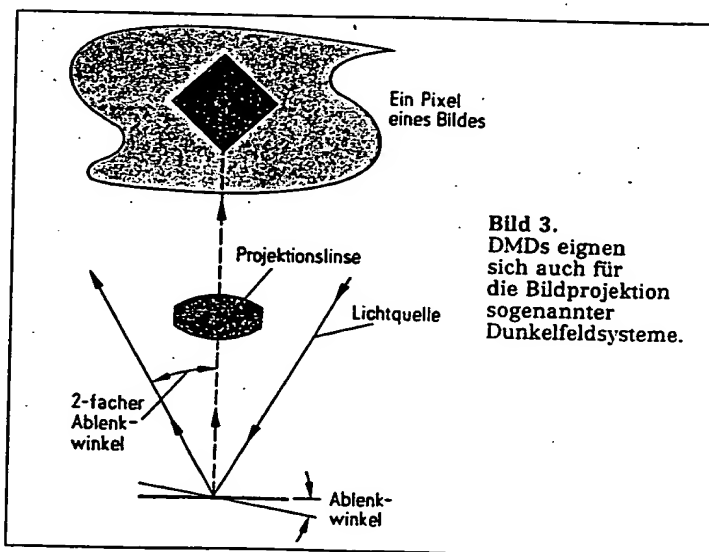 Ein Pixel
eines Bildes
Bild 3.
DMDs eignen
sich auch für
die Bildprojektion
sogenannter
Dunkelfeldsysteme.
Projektionslinse
Lichtquelle
2-facher
Ablenk-
winkel
Ablenk-
winkel